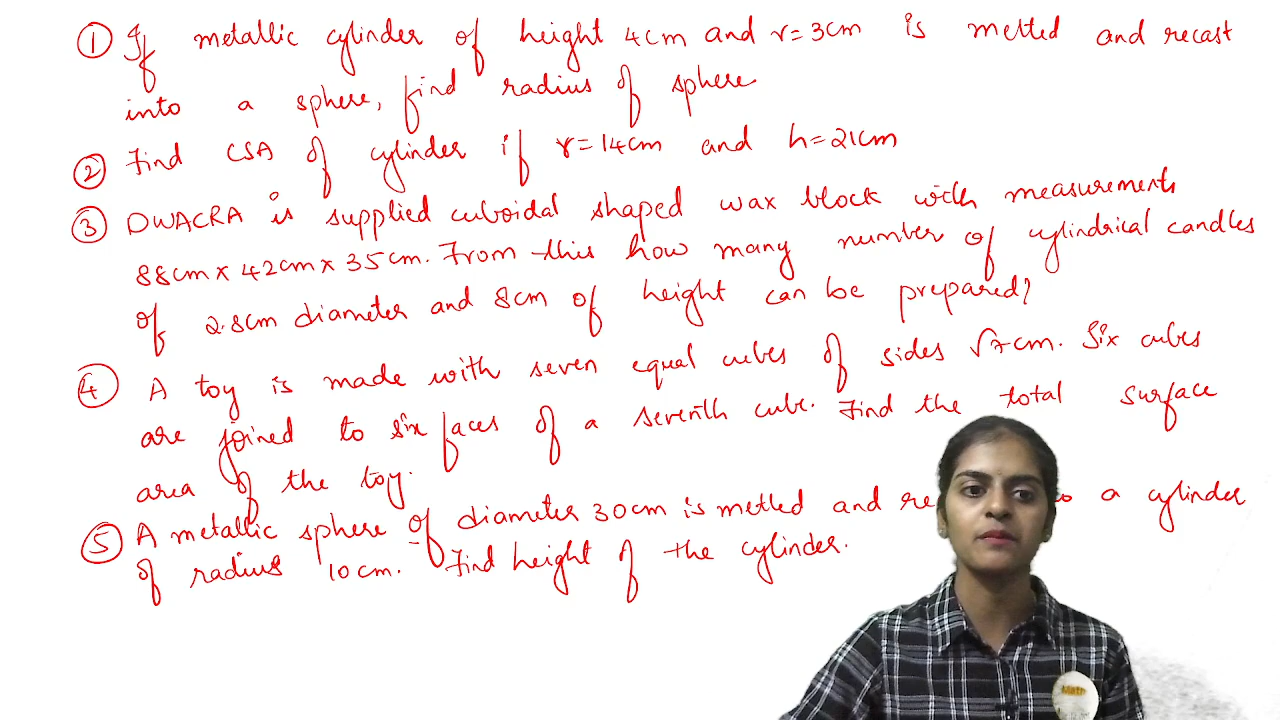 ① If metallic cylinder of height 4cm and r=3cm is melted and recast
into a sphere, find radius of sphere
② Find CSA of cylinder if r=14cm and h=21cm
③ DWACRA is supplied cuboidal shaped wax block with measurements
88cm x 42cm x 35cm. From this how many number of cylindrical candles
of 2.8cm diameter and 8cm of height can be prepared?
④ A toy is made with seven equal cubes of sides √7cm. Six cubes
are joined to six faces of a seventh cube. Find the total surface
area of the toy.
⑤ A metallic sphere of diameter 30cm is metled and a cylinder
of radius 10cm. Find height of the cylinder.
Math